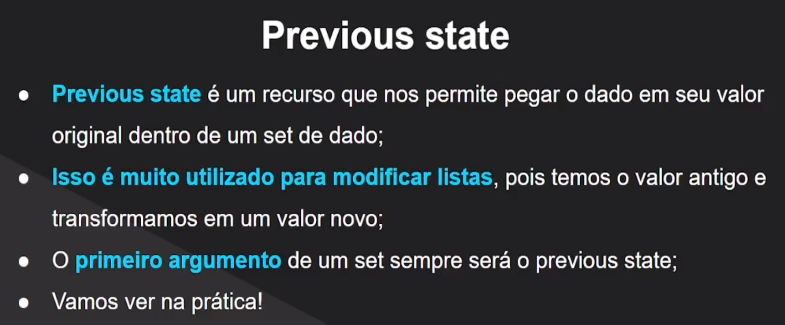 Previous state
● Previous state é um recurso que nos permite pegar o dado em seu valor
original dentro de um set de dado;
● Isso é muito utilizado para modificar listas, pois temos o valor antigo e
transformamos em um valor novo;
● O primeiro argumento de um set sempre será o previous state;
● Vamos ver na prática!